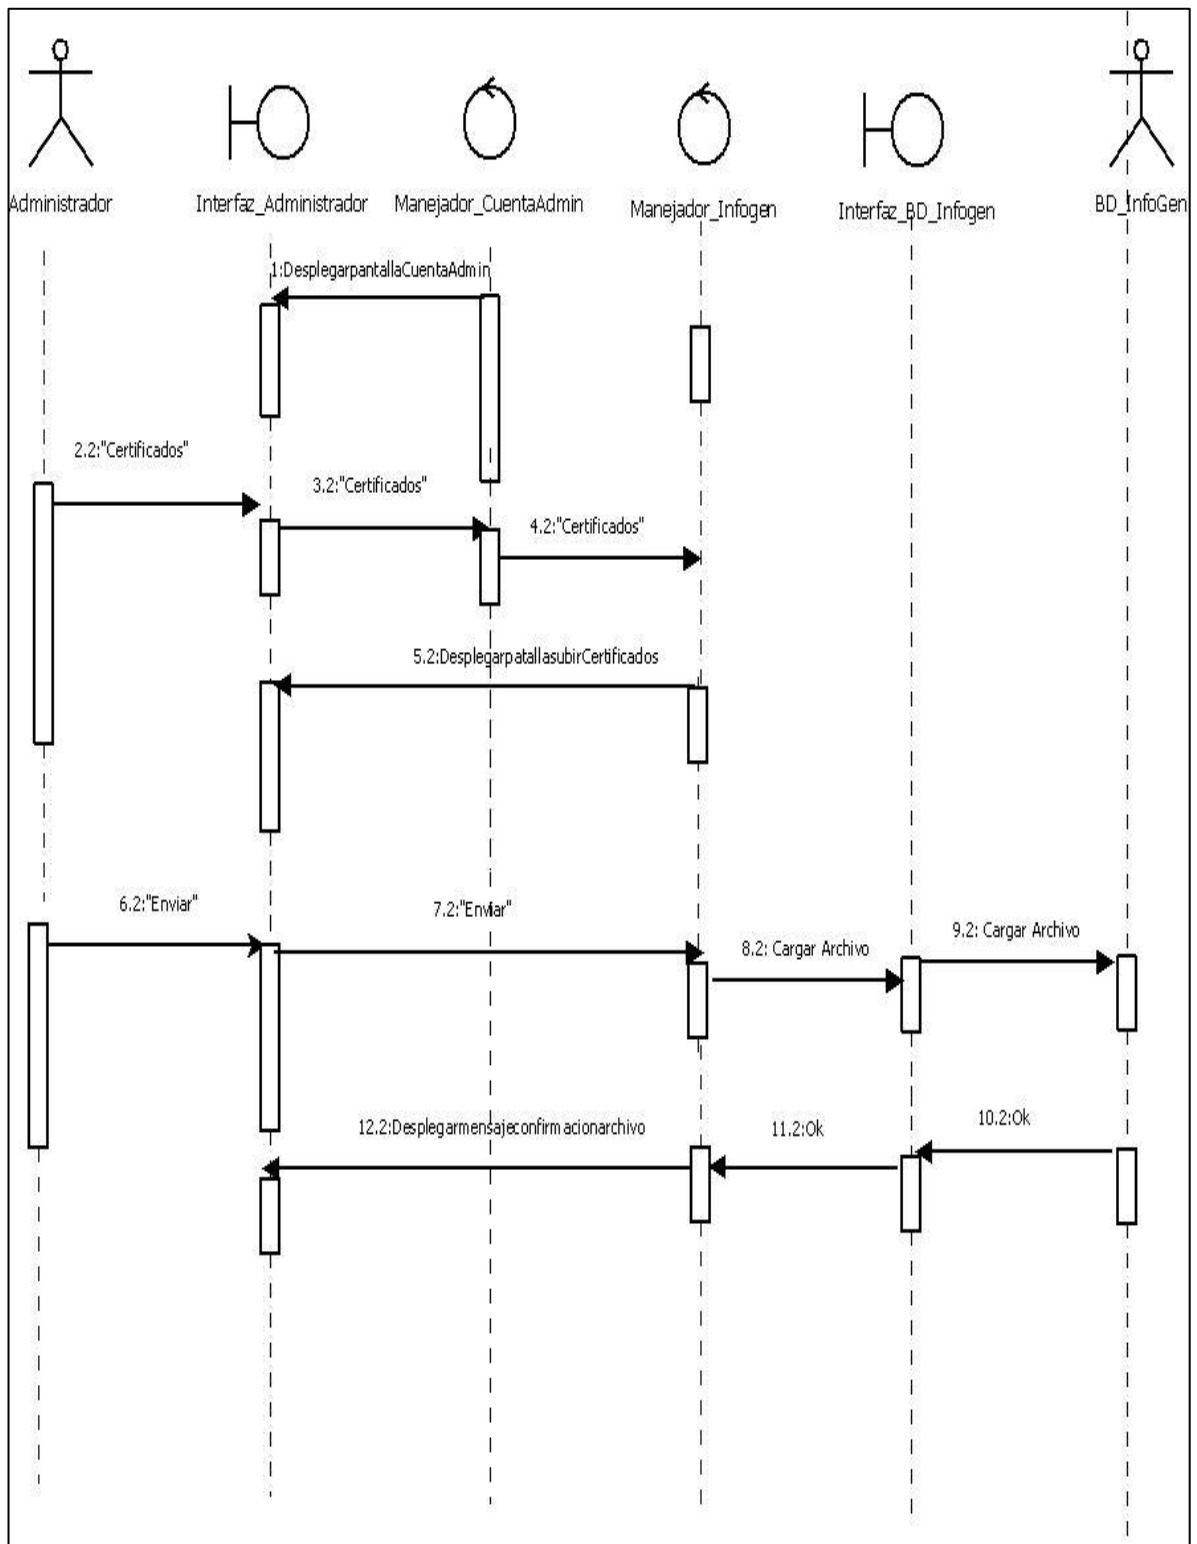 Administrador
Interfaz_Administrador
Manejador_CuentaAdmin
Manejador_Infogen
Interfaz_BD_Infogen
BD_InfoGen
1:DesplegarpantallaCuentaAdmin
2.2:"Certificados"
3.2:"Certificados"
4.2:"Certificados"
5.2:DesplegarpatallasubirCertificados
6.2:"Enviar"
7.2:"Enviar"
8.2: Cargar Archivo
9.2: Cargar Archivo
10.2:Ok
11.2:Ok
12.2:Desplegarmensajeconfirmacionarchivo